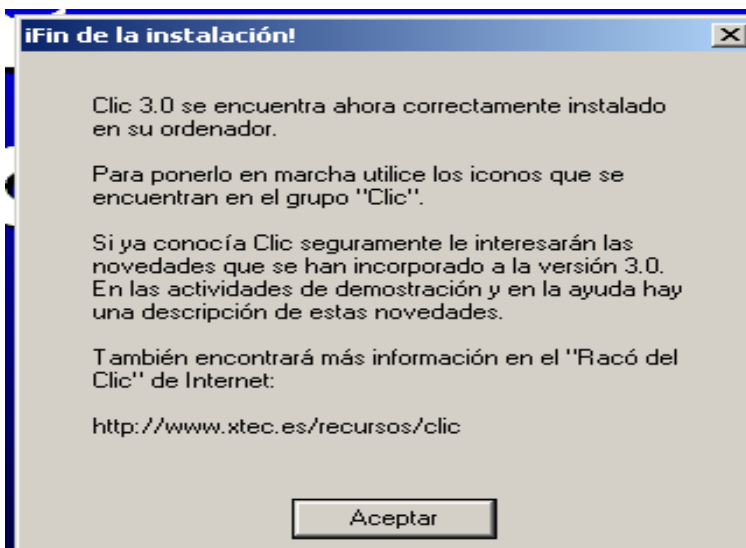 ¡Fin de la instalación!
Clic 3.0 se encuentra ahora correctamente instalado
en su ordenador.
Para ponerlo en marcha utilice los iconos que se
encuentran en el grupo "Clic".
Si ya conocía Clic seguramente le interesarán las
novedades que se han incorporado a la versión 3.0.
En las actividades de demostración y en la ayuda hay
una descripción de estas novedades.
También encontrará más información en el "Racó del
Clic" de Internet:
http://www.xtec.es/recursos/clic
Aceptar